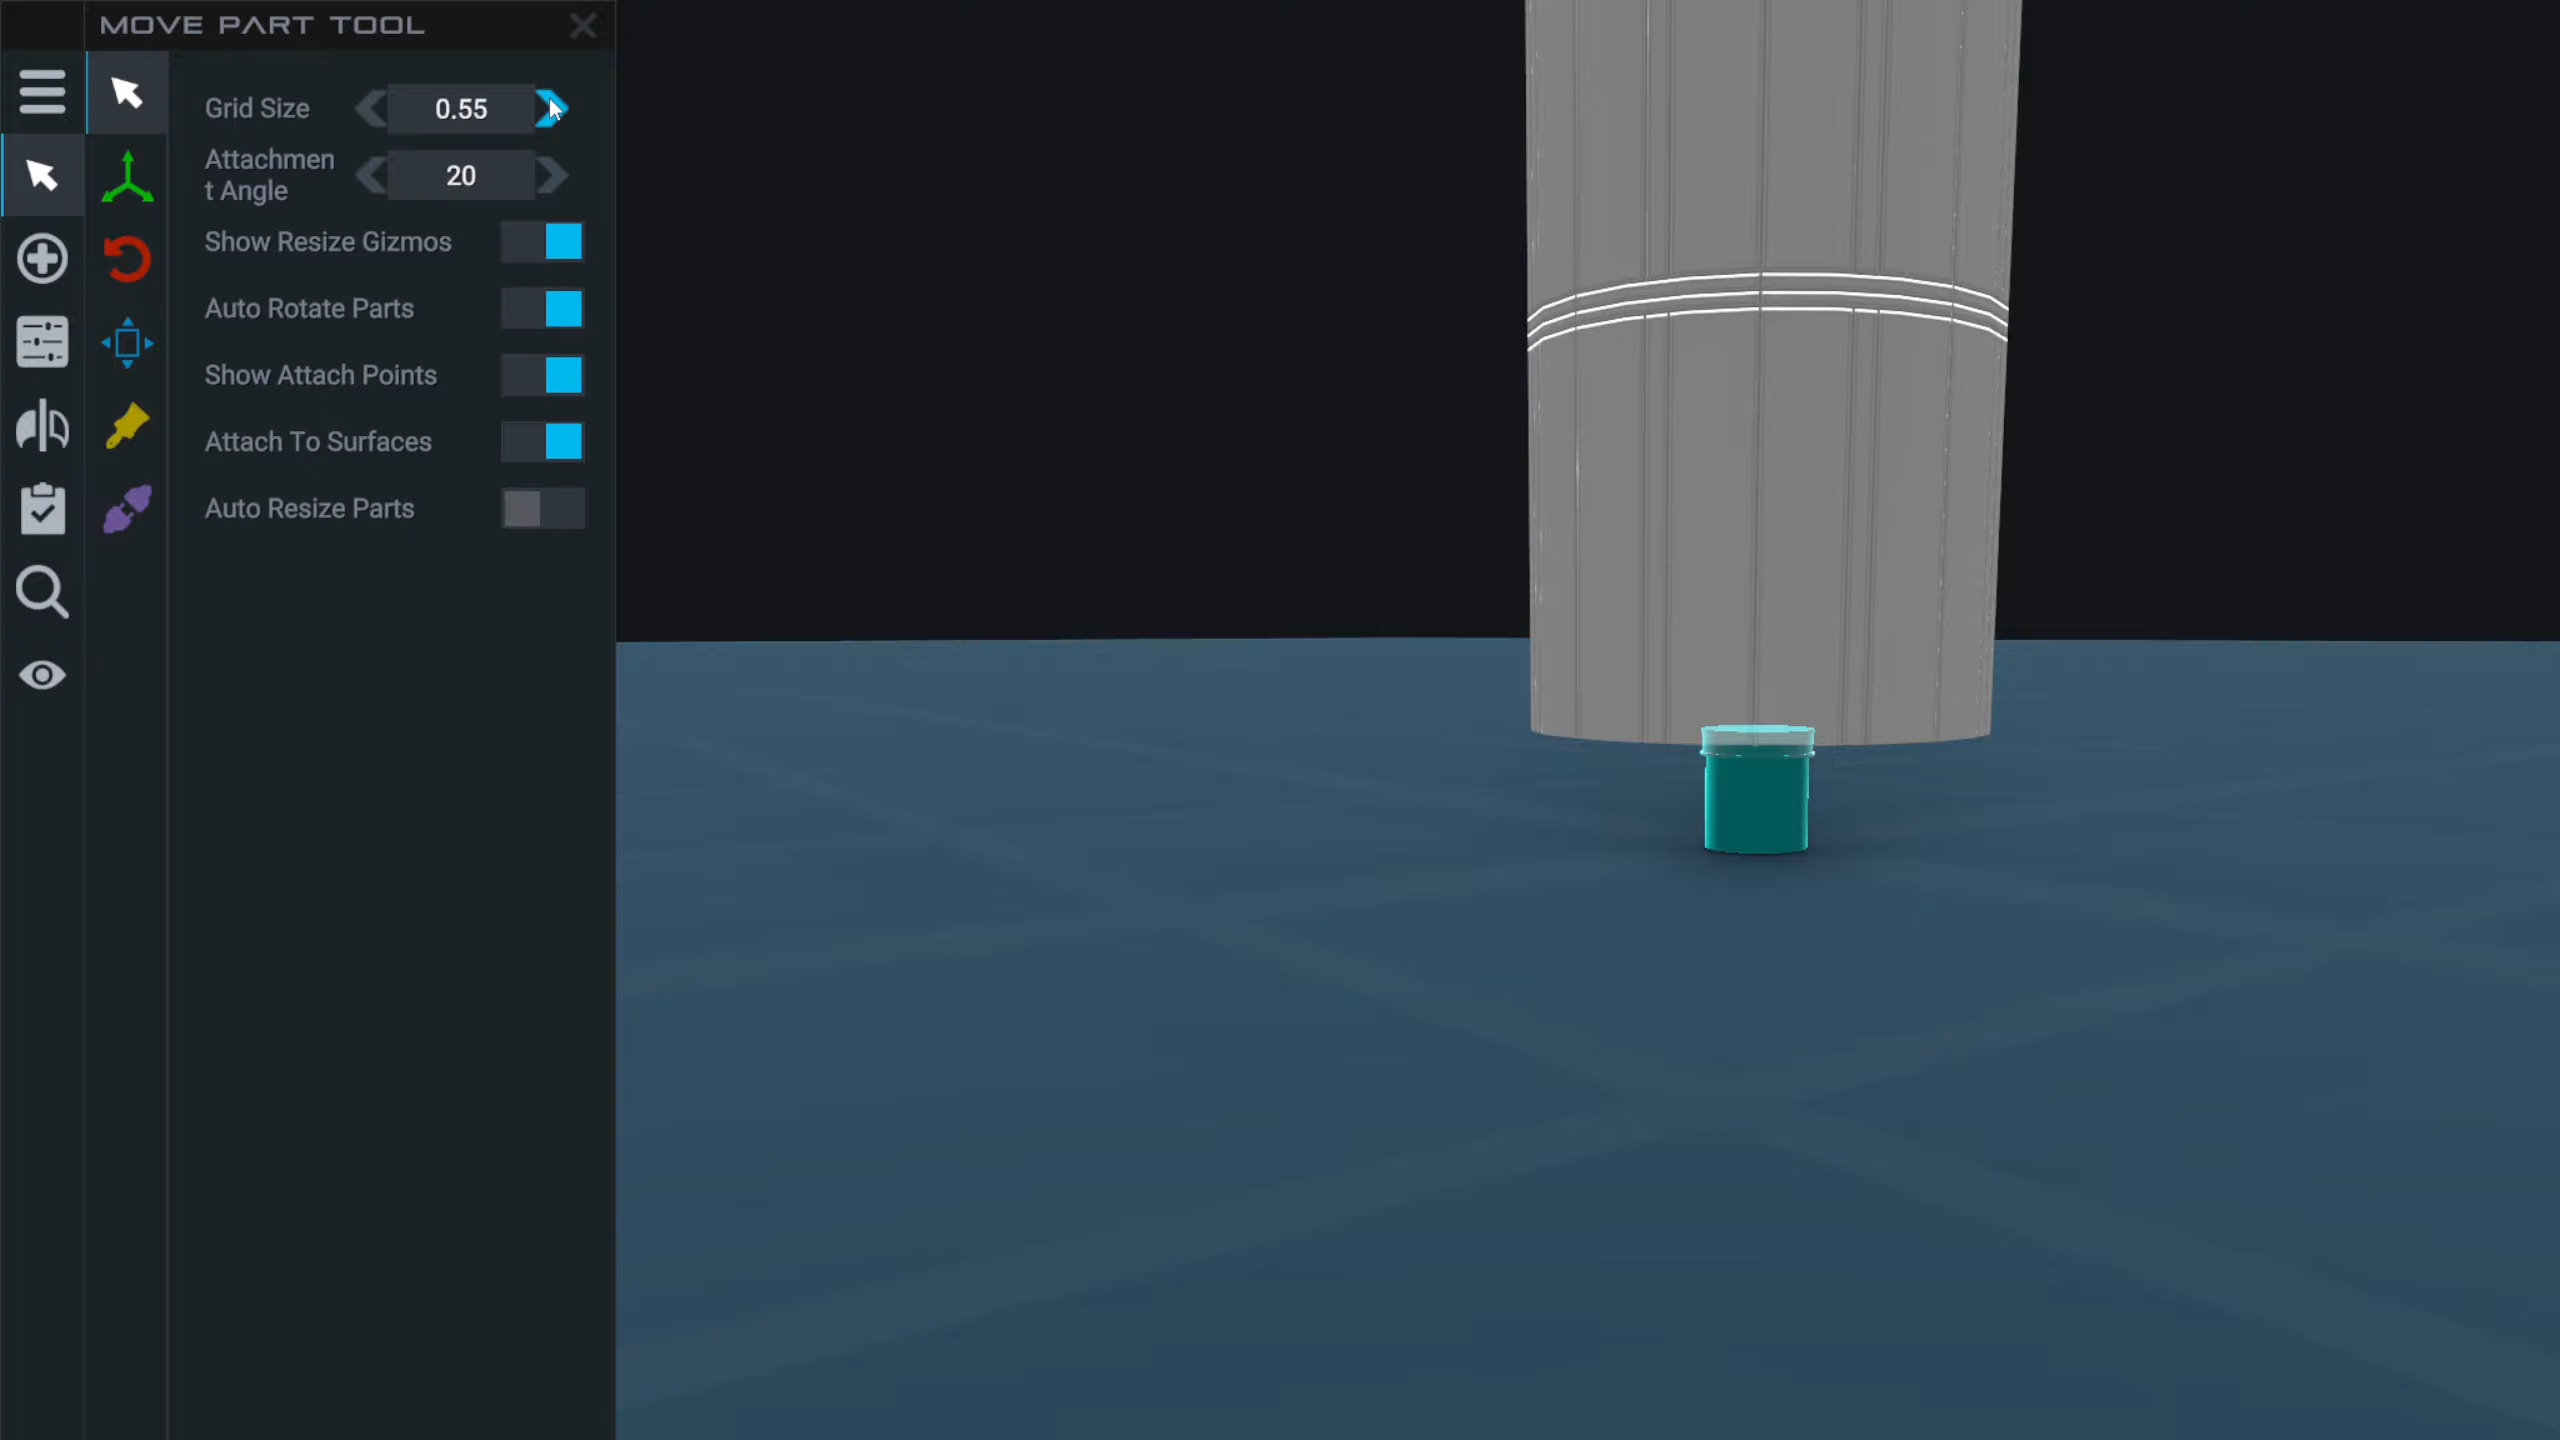 MOVE PART TOOL
Grid Size 0.55
Attachmen
t Angle 20
Show Resize Gizmos
Auto Rotate Parts
Show Attach Points
Attach To Surfaces
Auto Resize Parts